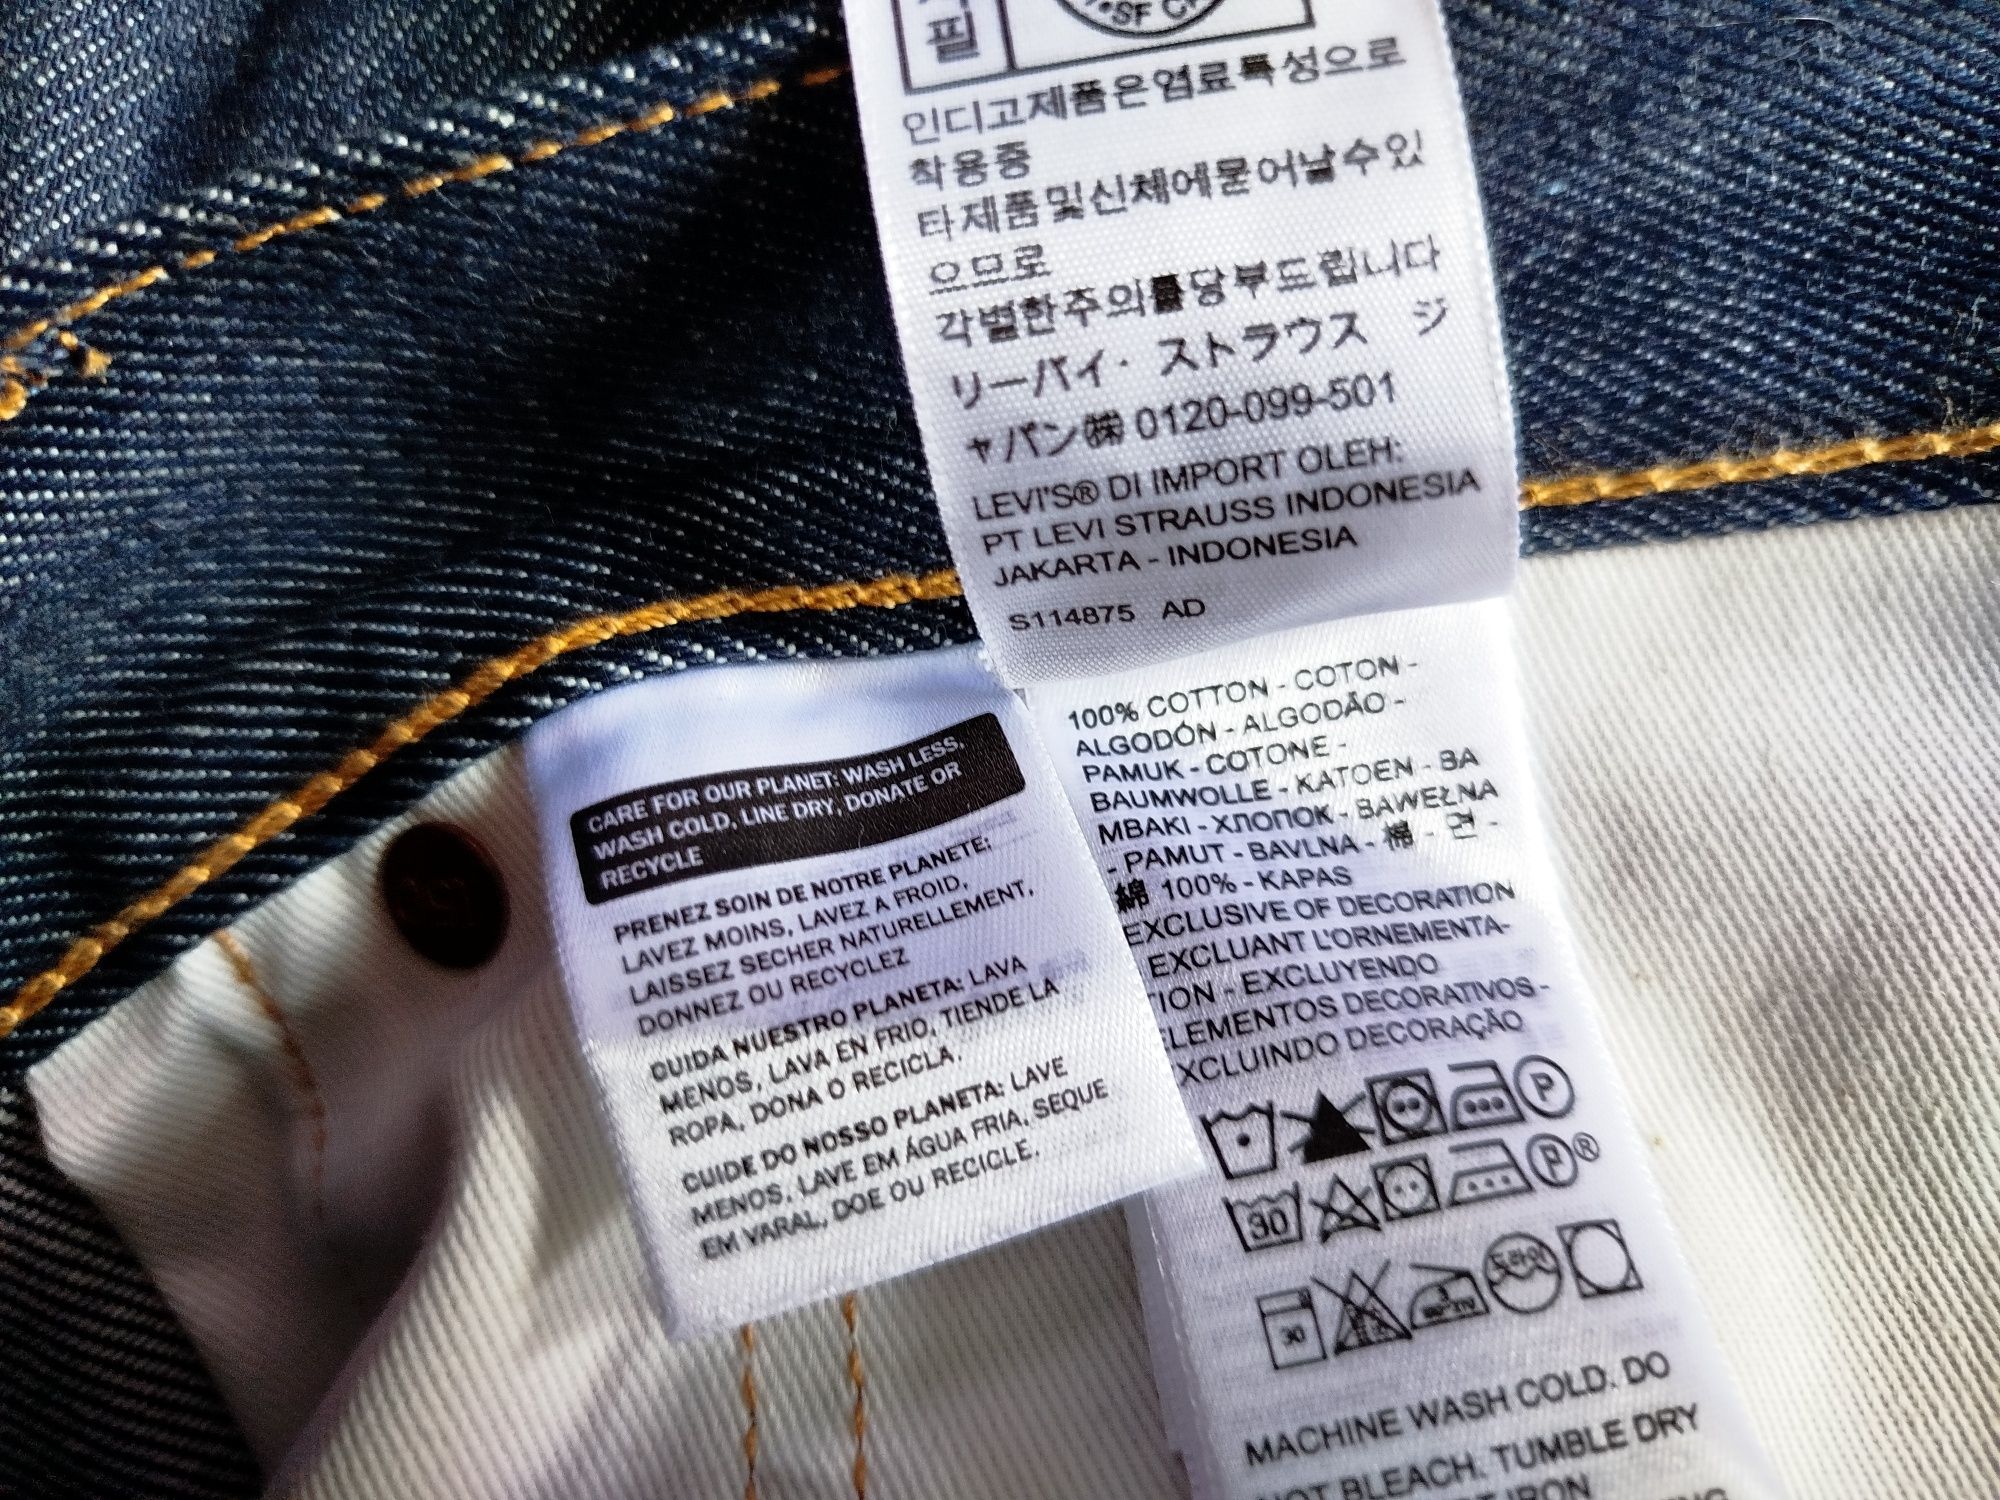 필
SF C
인디고제품은염료특성으로
착용중
타제품및신체에묻어날수있
으므로
각별한주의를당부드립니다
リーバイ・ストラウス ジ
ャパン㈱ 0120-099-501
LEVI'S® DI IMPORT OLEH:
PT LEVI STRAUSS INDONESIA
JAKARTA - INDONESIA
S114875 AD
CARE FOR OUR PLANET: WASH LESS,
WASH COLD, LINE DRY, DONATE OR
RECYCLE
PRENEZ SOIN DE NOTRE PLANETE:
LAVEZ MOINS, LAVEZ A FROID,
LAISSEZ SECHER NATURELLEMENT,
DONNEZ OU RECYCLEZ
CUIDA NUESTRO PLANETA: LAVA
MENOS, LAVA EN FRIO, TIENDE LA
ROPA, DONA O RECICLA.
CUIDE DO NOSSO PLANETA: LAVE
MENOS, LAVE EM ÁGUA FRIA, SEQUE
EM VARAL, DOE OU RECICLE.
100% COTTON - COTON -
ALGODÓN - ALGODÃO -
PAMUK - COTONE -
BAUMWOLLE - KATOEN - BA
MBAKI - ХЛОПОК - BAWEŁNA
- PAMUT - BAVLNA - 棉 - 면 -
綿 100% - KAPAS
EXCLUSIVE OF DECORATION
EXCLUANT L'ORNEMENTA-
TION - EXCLUYENDO
ELEMENTOS DECORATIVOS -
XCLUINDO DECORAÇÃO
P
30 P ®
30 드라이
MACHINE WASH COLD. DO
NOT BLEACH. TUMBLE DRY
IRON